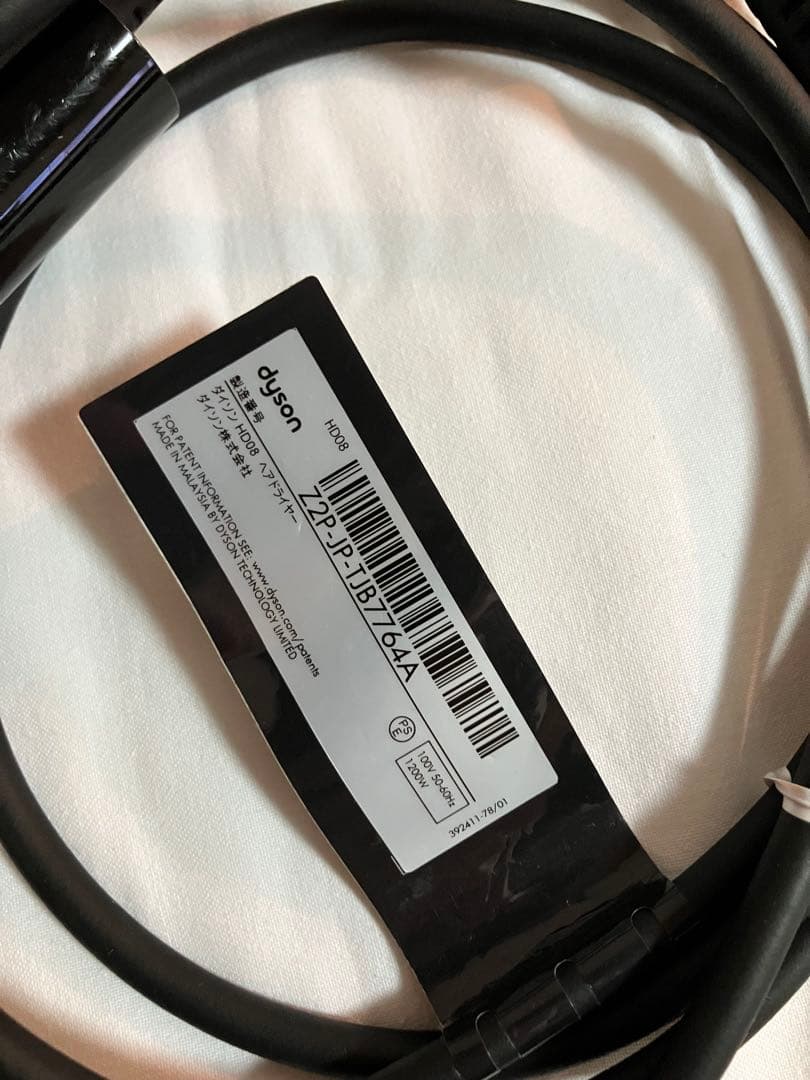 dyson
HD08
製造番号
Z2P-JP-TJB7764A
ダイソン HD08 ヘアドライヤー
ダイソン株式会社
PS
E
100V 50-60Hz
1200W
FOR PATENT INFORMATION SEE: www.dyson.com/patents
MADE IN MALAYSIA BY DYSON TECHNOLOGY LIMITED
392411-78/01